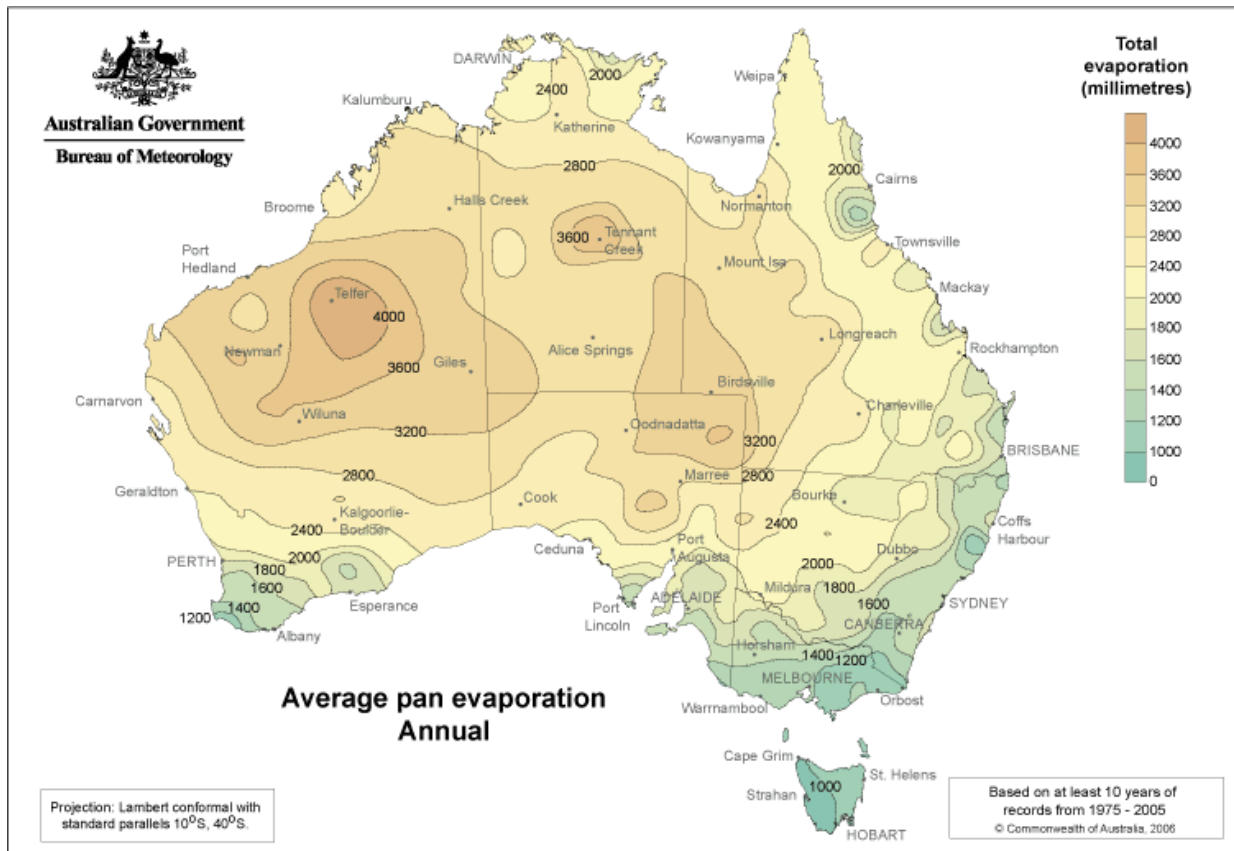 Australian Government
Bureau of Meteorology
Total
evaporation
(millimetres)
4000
3600
3200
2800
2400
2000
1800
1600
1400
1200
1000
0
DARWIN
2000
2400
Weipa
Kalumburu
Katherine
Kowanyama
2800
2000
Cairns
Halls Creek
Normanton
Broome
3600
Tennant
Creek
Townsville
Port
Hedland
Mount Isa
Telfer
Mackay
4000
Longreach
Newman
Alice Springs
Rockhampton
3600
Giles
Birdsville
Carnarvon
Wiluna
Charleville
3200
Oodnadatta
3200
BRISBANE
2800
Marree
2800
Geraldton
Cook
Bourke
Kalgoorlie-
Boulder
2400
2400
Coffs
Harbour
Ceduna
Port
Augusta
Dubbo
2000
PERTH
1800
2000
1600
Mildura
1800
1200
1400
Esperance
Port
Lincoln
ADELAIDE
1600
SYDNEY
Albany
CANBERRA
Horsham
1400
1200
MELBOURNE
Orbost
Warrnambool
Average pan evaporation
Annual
Cape Grim
St. Helens
1000
Strahan
HOBART
Projection: Lambert conformal with
standard parallels 10⁰S, 40⁰S.
Based on at least 10 years of
records from 1975 - 2005
© Commonwealth of Australia, 2006